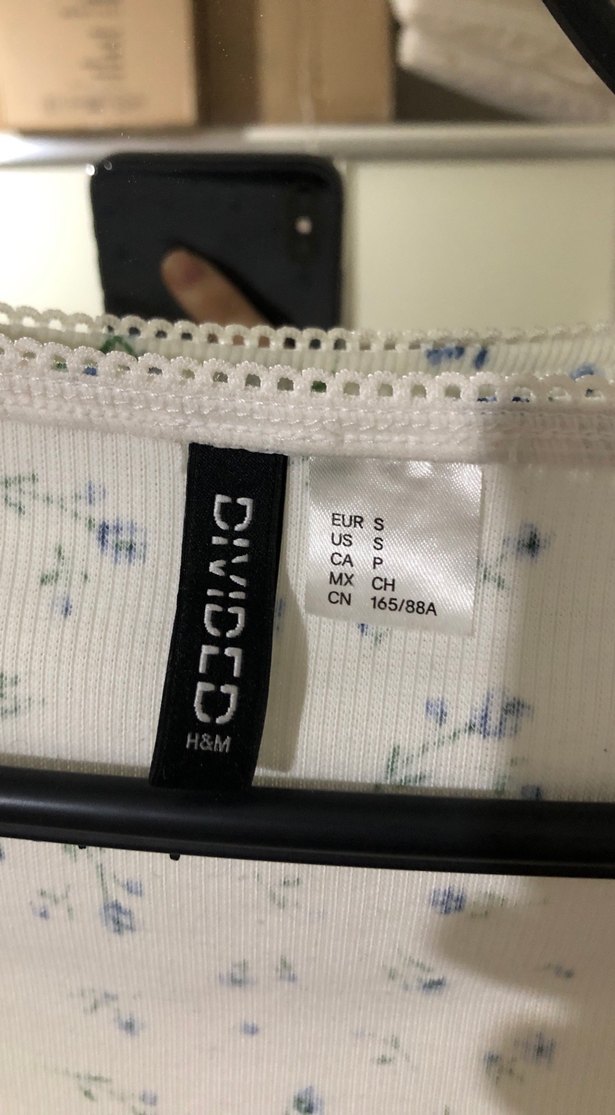 DIVIDED
H&M
EUR S
US S
CA P
MX CH
CN 165/88A